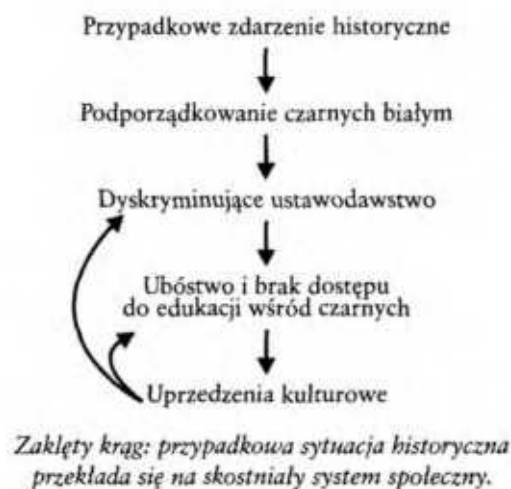 Przypadkowe zdarzenie historyczne
Podporządkowanie czarnych białym
Dyskryminujące ustawodawstwo
Ubóstwo i brak dostępu
do edukacji wśród czarnych
Uprzedzenia kulturowe
Zaklęty krąg: przypadkowa sytuacja historyczna
przekłada się na skostniały system społeczny.